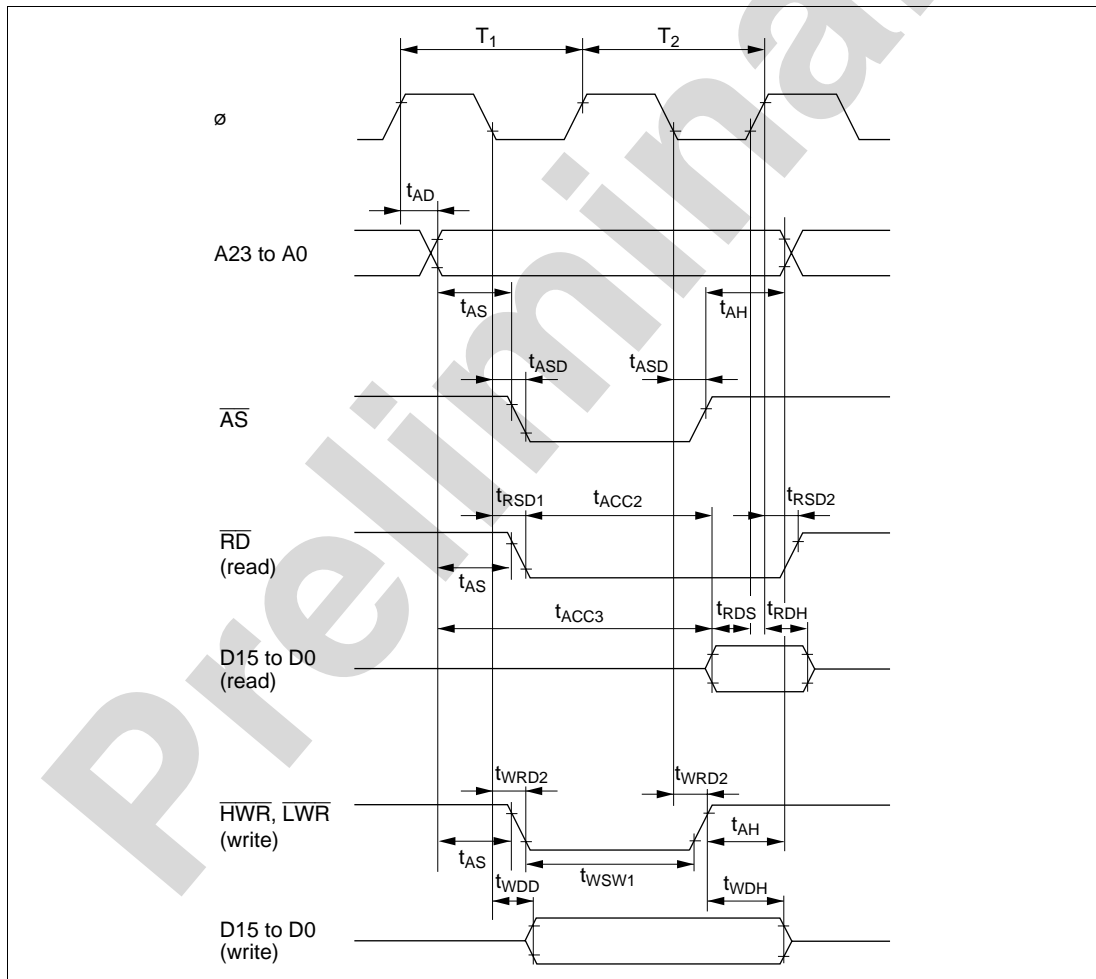 Preliminar
T1 T2
ø
tAD
A23 to A0
tAS tAH
tASD tASD
AS
tRSD1 tACC2 tRSD2
RD
(read)
tAS
tACC3 tRDS tRDH
D15 to D0
(read)
tWRD2 tWRD2
HWR, LWR
(write)
tAS tWSW1 tAH
tWDD tWDH
D15 to D0
(write)